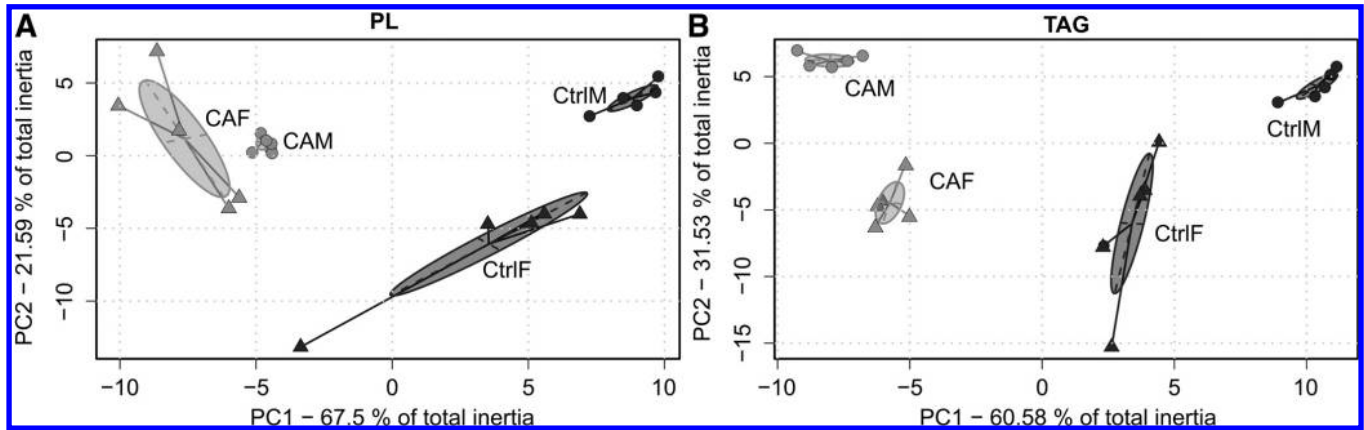 A
PL
5
0
−5
−10
PC2 − 21.59 % of total inertia
CAF
CAM
CtrlM
CtrlF
−10
−5
0
5
10
PC1 − 67.5 % of total inertia
B
TAG
5
0
−5
−10
−15
PC2 − 31.53 % of total inertia
CAM
CtrlM
CAF
CtrlF
−10
−5
0
5
10
PC1 − 60.58 % of total inertia